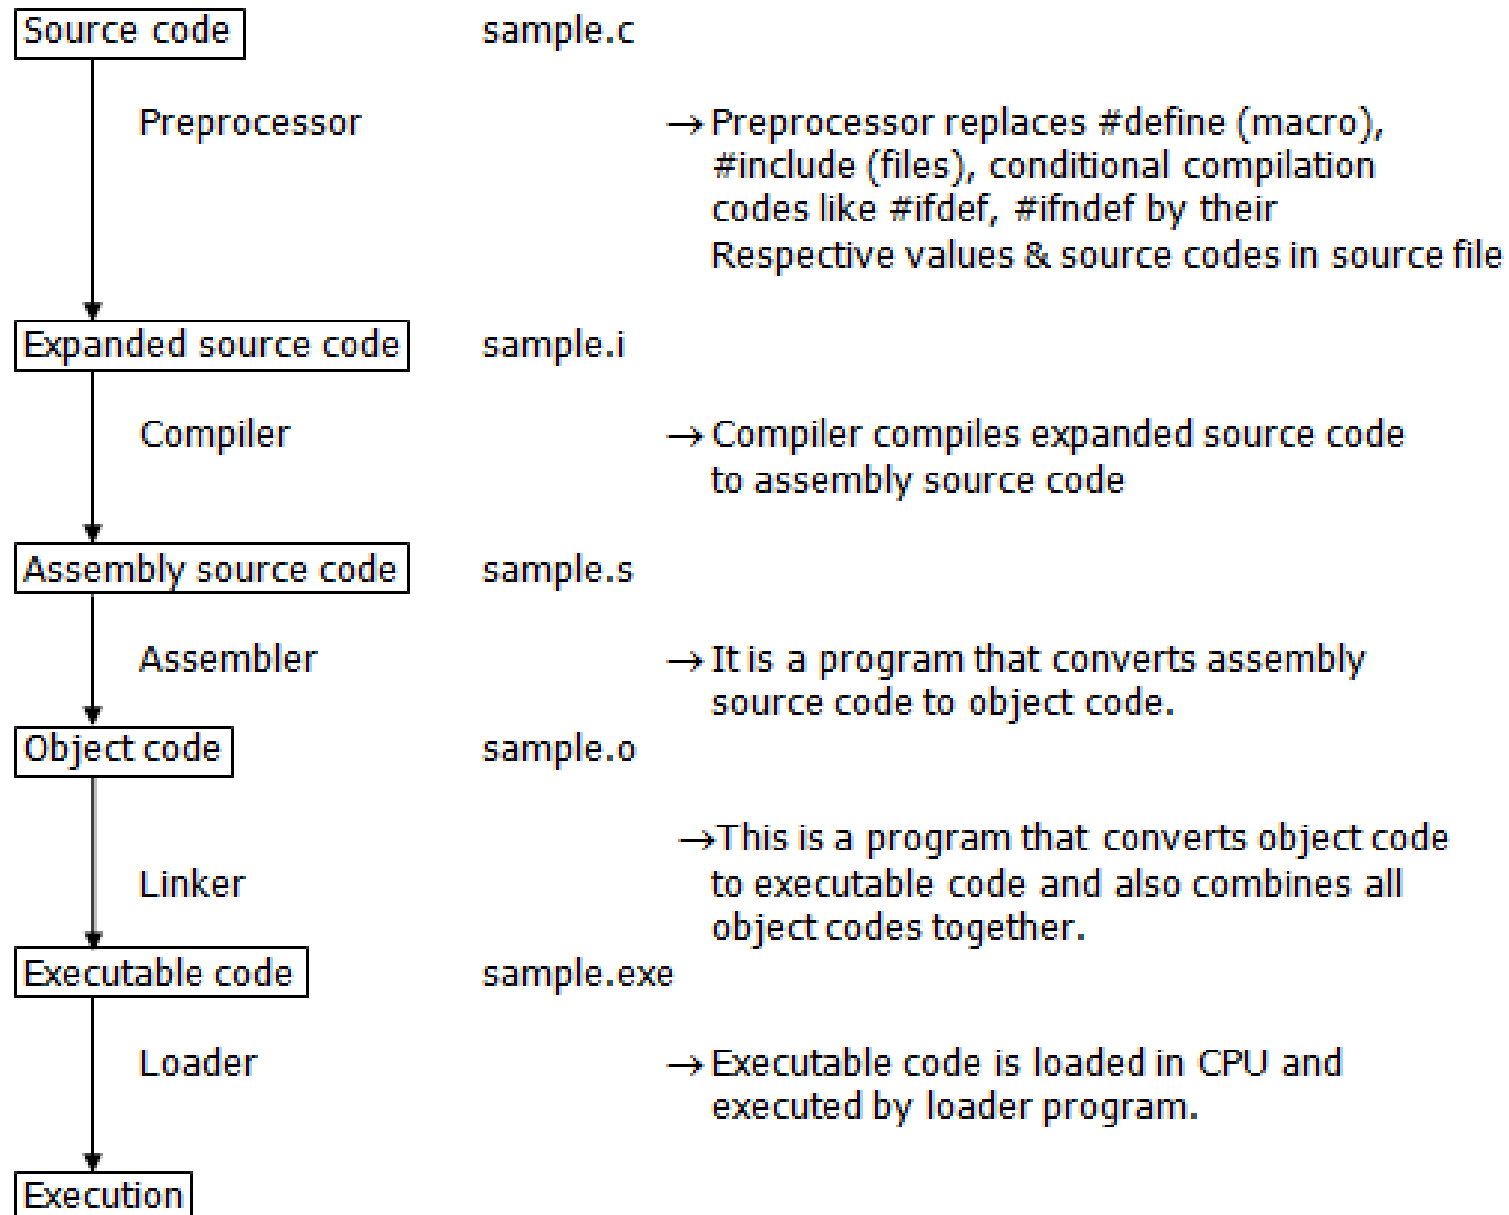 Source code sample.c
Preprocessor → Preprocessor replaces #define (macro),
#include (files), conditional compilation
codes like #ifdef, #ifndef by their
Respective values & source codes in source file
Expanded source code sample.i
Compiler → Compiler compiles expanded source code
to assembly source code
Assembly source code sample.s
Assembler → It is a program that converts assembly
source code to object code.
Object code sample.o
→This is a program that converts object code
Linker to executable code and also combines all
object codes together.
Executable code sample.exe
Loader → Executable code is loaded in CPU and
executed by loader program.
Execution